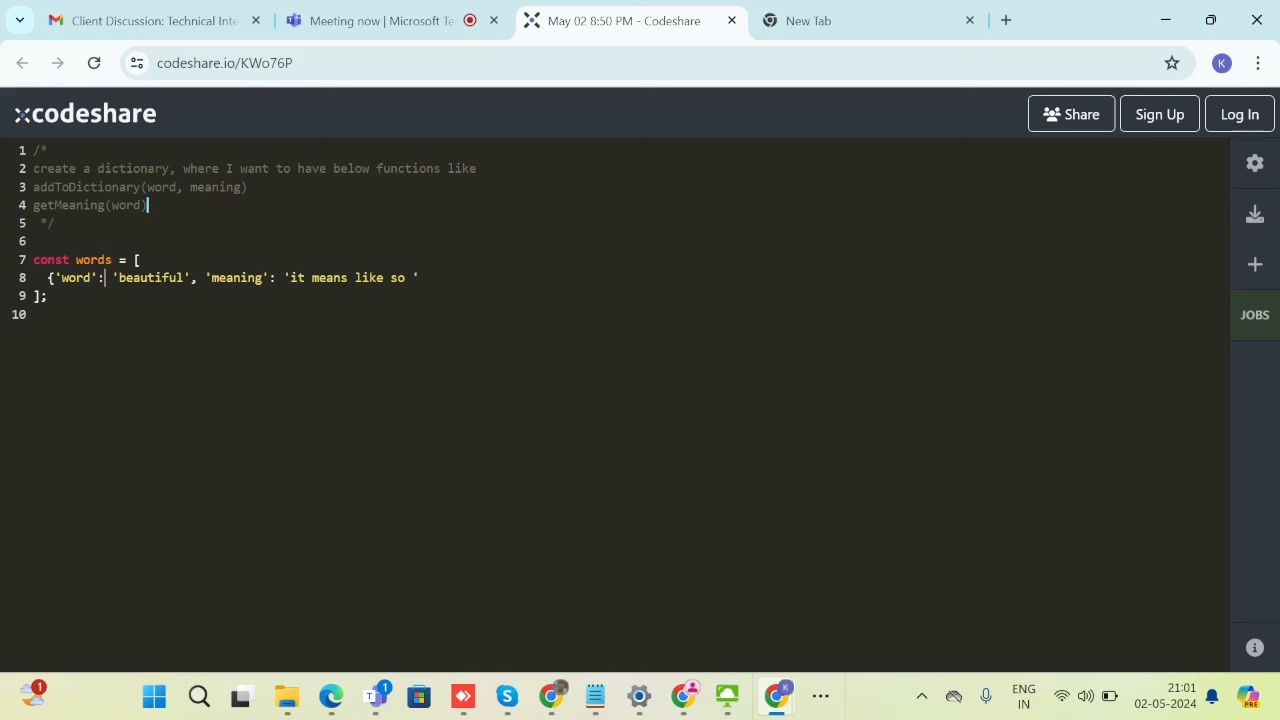 Client Discussion: Technical Inte
Meeting now | Microsoft Te
May 02 8:50 PM - Codeshare
New Tab
codeshare.io/KWo76P
K
codeshare
Share
Sign Up
Log In
1 /*
2 create a dictionary, where I want to have below functions like
3 addToDictionary(word, meaning)
4 getMeaning(word)
5 */
6
7 const words = [
8 {'word': 'beautiful', 'meaning': 'it means like so '
9 ];
10
JOBS
1
1
K
ENG
IN
21:01
02-05-2024
PRE